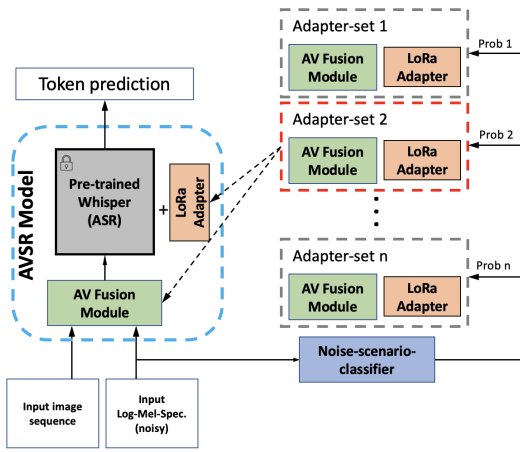 Adapter-set 1
AV Fusion
Module
LoRa
Adapter
Prob 1
Token prediction
Adapter-set 2
AV Fusion
Module
LoRa
Adapter
Prob 2
AVSR Model
Pre-trained
Whisper
(ASR)
+
LoRa
Adapter
Adapter-set n
AV Fusion
Module
LoRa
Adapter
Prob n
AV Fusion
Module
Noise-scenario-
classifier
Input image
sequence
Input
Log-Mel-Spec.
(noisy)